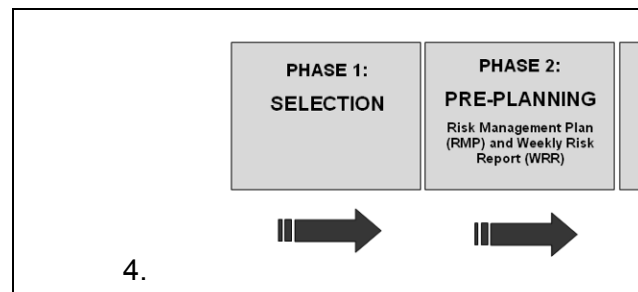 PHASE 1:
SELECTION
PHASE 2:
PRE-PLANNING
Risk Management Plan
(RMP) and Weekly Risk
Report (WRR)
4.